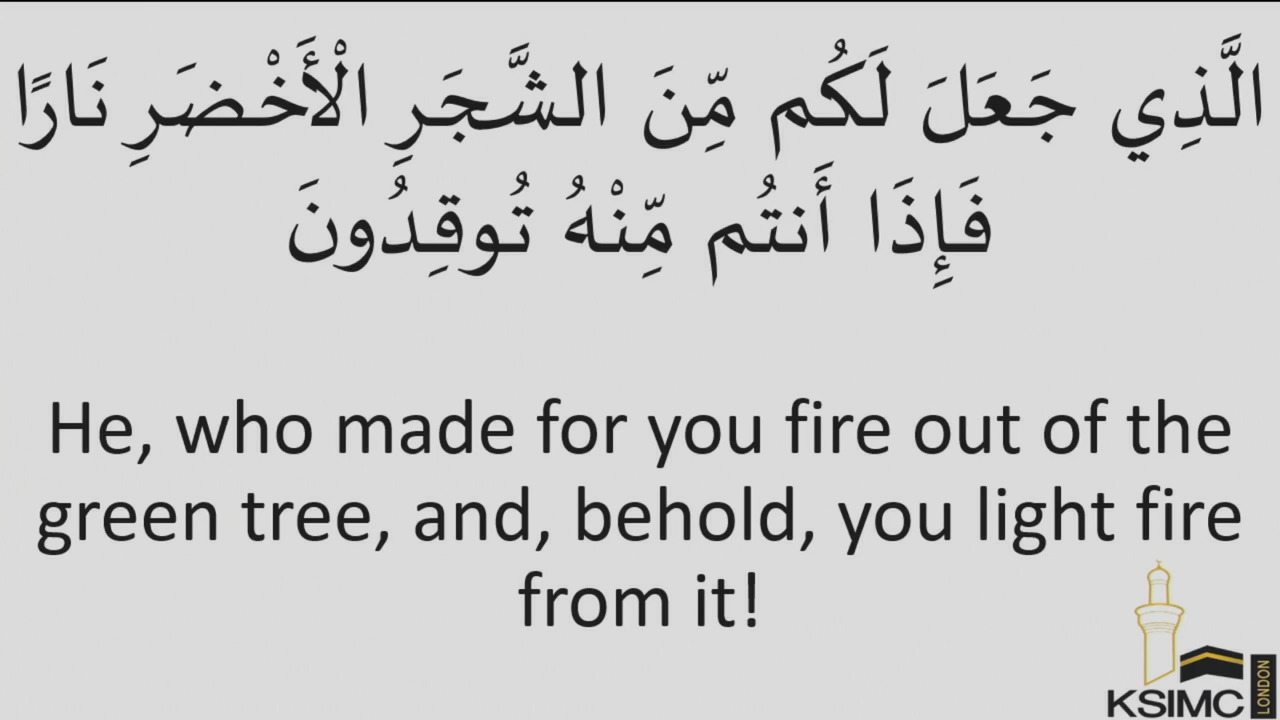 الَّذِي جَعَلَ لَكُم مِّنَ الشَّجَرِ الْأَخْضَرِ نَارًا
فَإِذَا أَنتُم مِّنْهُ تُوقِدُونَ
He, who made for you fire out of the
green tree, and, behold, you light fire
from it!
KSIMC LONDON